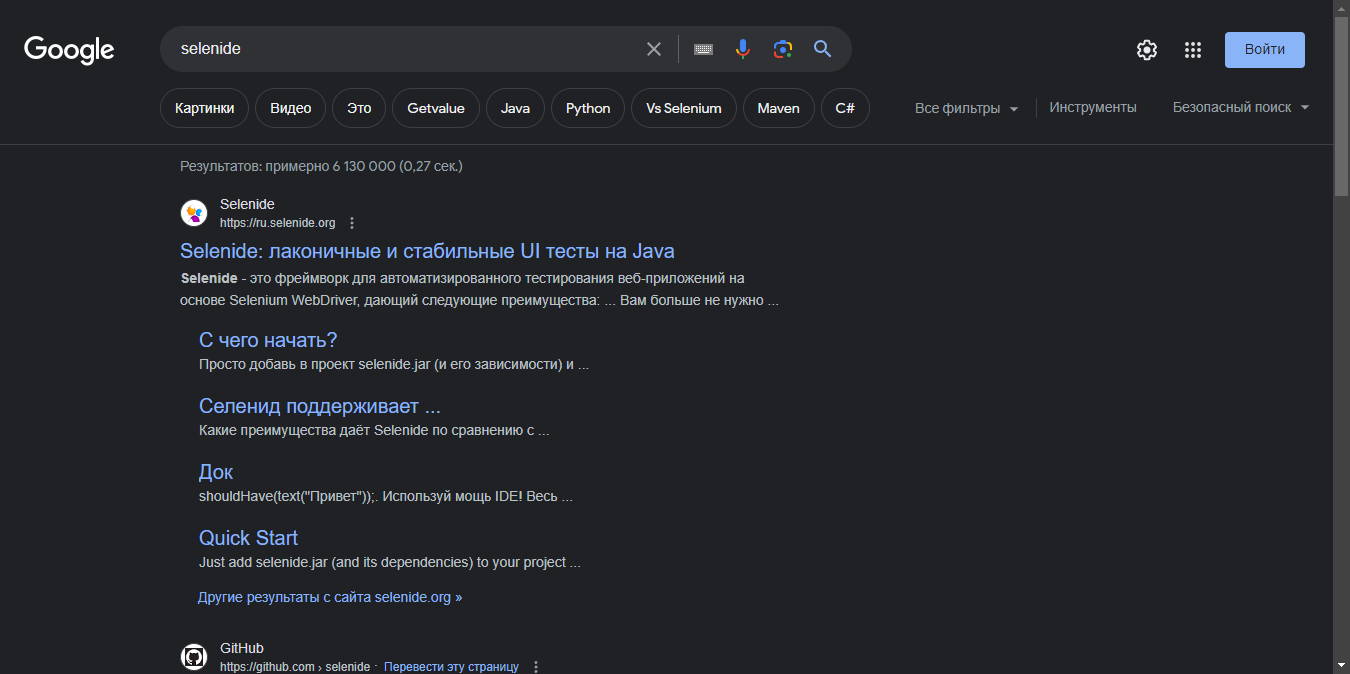 Google
selenide
Войти
Картинки Видео Это Getvalue Java Python Vs Selenium Maven C# Все фильтры Инструменты Безопасный поиск
Результатов: примерно 6 130 000 (0,27 сек.)
Selenide
https://ru.selenide.org
Selenide: лаконичные и стабильные UI тесты на Java
Selenide - это фреймворк для автоматизированного тестирования веб-приложений на
основе Selenium WebDriver, дающий следующие преимущества: ... Вам больше не нужно ...
С чего начать?
Просто добавь в проект selenide.jar (и его зависимости) и ...
Селенид поддерживает ...
Какие преимущества даёт Selenide по сравнению с ...
Док
shouldHave(text("Привет"));. Используй мощь IDE! Весь ...
Quick Start
Just add selenide.jar (and its dependencies) to your project ...
Другие результаты с сайта selenide.org »
GitHub
https://github.com › selenide · Перевести эту страницу